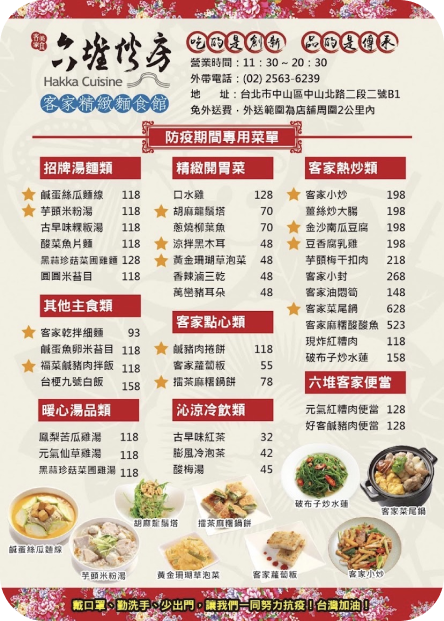 客家美食
六堆伙房
Hakka Cuisine
客家精緻麵食館
吃的是創新 品的是傳承
營業時間：11：30 ~ 20：30
外帶電話：(02) 2563-6239
地 址：台北市中山區中山北路二段二號B1
免外送費，外送範圍為店舖周圍2公里內
防疫期間專用菜單
招牌湯麵類
鹹蛋絲瓜麵線 118
芋頭米粉湯 118
古早味粿粄湯 118
酸菜魚片麵 118
黑蒜珍菇菜圃雞麵 128
圓圓米苔目 118
其他主食類
客家乾拌細麵 93
鹹蛋魚卵米苔目 118
福菜鹹豬肉拌飯 118
台梗九號白飯 158
暖心湯品類
鳳梨苦瓜雞湯 118
元氣仙草雞湯 118
黑蒜珍菇菜圃雞湯 118
精緻開胃菜
口水雞 128
胡麻龍鬚塔 70
蔥燒柳葉魚 70
涼拌黑木耳 48
黃金珊瑚草泡菜 48
香辣滷三乾 48
萬巒豬耳朵 48
客家點心類
鹹豬肉捲餅 118
客家蘿蔔粄 55
擂茶麻糬鍋餅 78
沁涼冷飲類
古早味紅茶 32
膨風冷泡茶 42
酸梅湯 45
客家熱炒類
客家小炒 198
薑絲炒大腸 198
金沙南瓜豆腐 198
豆香腐乳雞 198
芋頭梅干扣肉 218
客家小封 268
客家油悶筍 148
客家菜尾鍋 628
客家麻糬酸酸魚 523
現炸紅糟肉 118
破布子炒水蓮 158
六堆客家便當
元氣紅糟肉便當 128
好客鹹豬肉便當 128
鹹蛋絲瓜麵線
芋頭米粉湯
胡麻龍鬚塔
黃金珊瑚草泡菜
擂茶麻糬鍋餅
客家蘿蔔粄
破布子炒水蓮
客家小炒
客家菜尾鍋
戴口罩、勤洗手、少出門，讓我們一同努力抗疫！台灣加油！